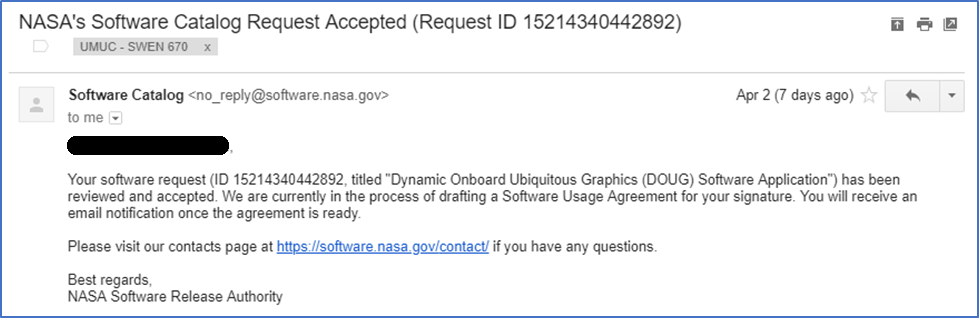 NASA's Software Catalog Request Accepted (Request ID 15214340442892)
UMUC - SWEN 670 x
Software Catalog <no_reply@software.nasa.gov>
Apr 2 (7 days ago)
to me
,
Your software request (ID 15214340442892, titled "Dynamic Onboard Ubiquitous Graphics (DOUG) Software Application") has been
reviewed and accepted. We are currently in the process of drafting a Software Usage Agreement for your signature. You will receive an
email notification once the agreement is ready.
Please visit our contacts page at https://software.nasa.gov/contact/ if you have any questions.
Best regards,
NASA Software Release Authority